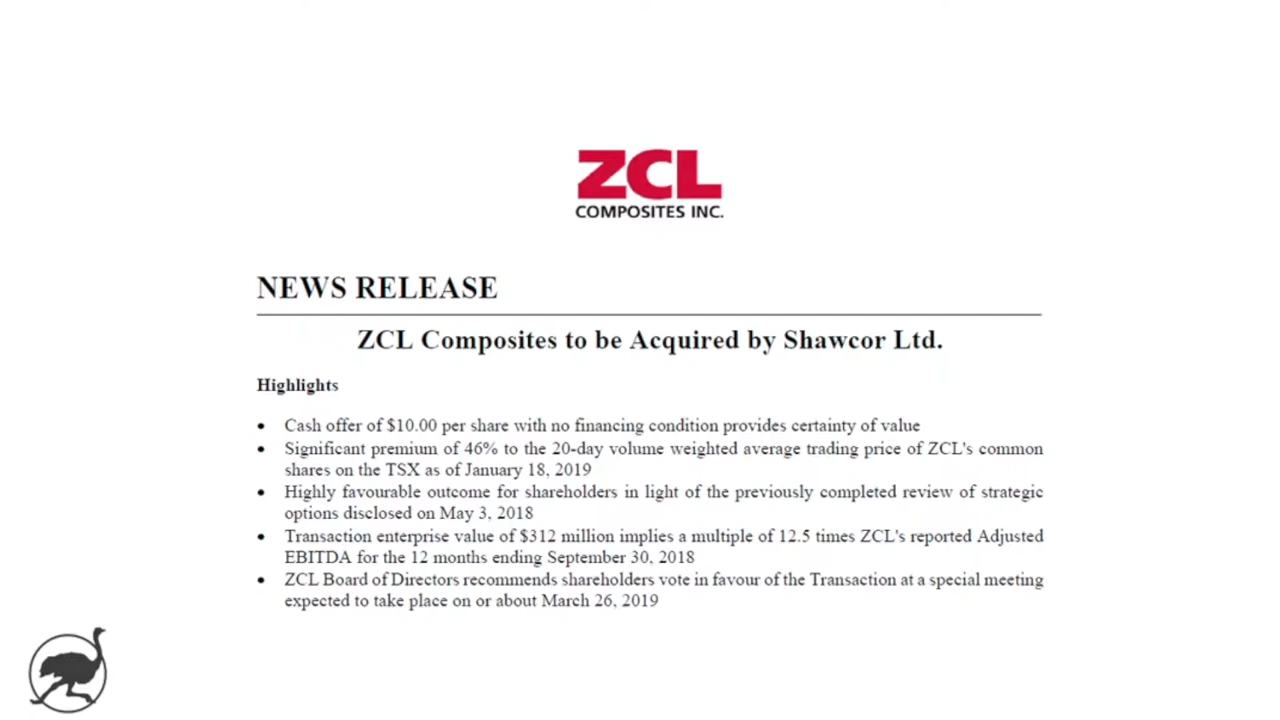 ZCL
COMPOSITES INC.
NEWS RELEASE
ZCL Composites to be Acquired by Shawcor Ltd.
Highlights
• Cash offer of $10.00 per share with no financing condition provides certainty of value
• Significant premium of 46% to the 20-day volume weighted average trading price of ZCL's common
shares on the TSX as of January 18, 2019
• Highly favourable outcome for shareholders in light of the previously completed review of strategic
options disclosed on May 3, 2018
• Transaction enterprise value of $312 million implies a multiple of 12.5 times ZCL's reported Adjusted
EBITDA for the 12 months ending September 30, 2018
• ZCL Board of Directors recommends shareholders vote in favour of the Transaction at a special meeting
expected to take place on or about March 26, 2019